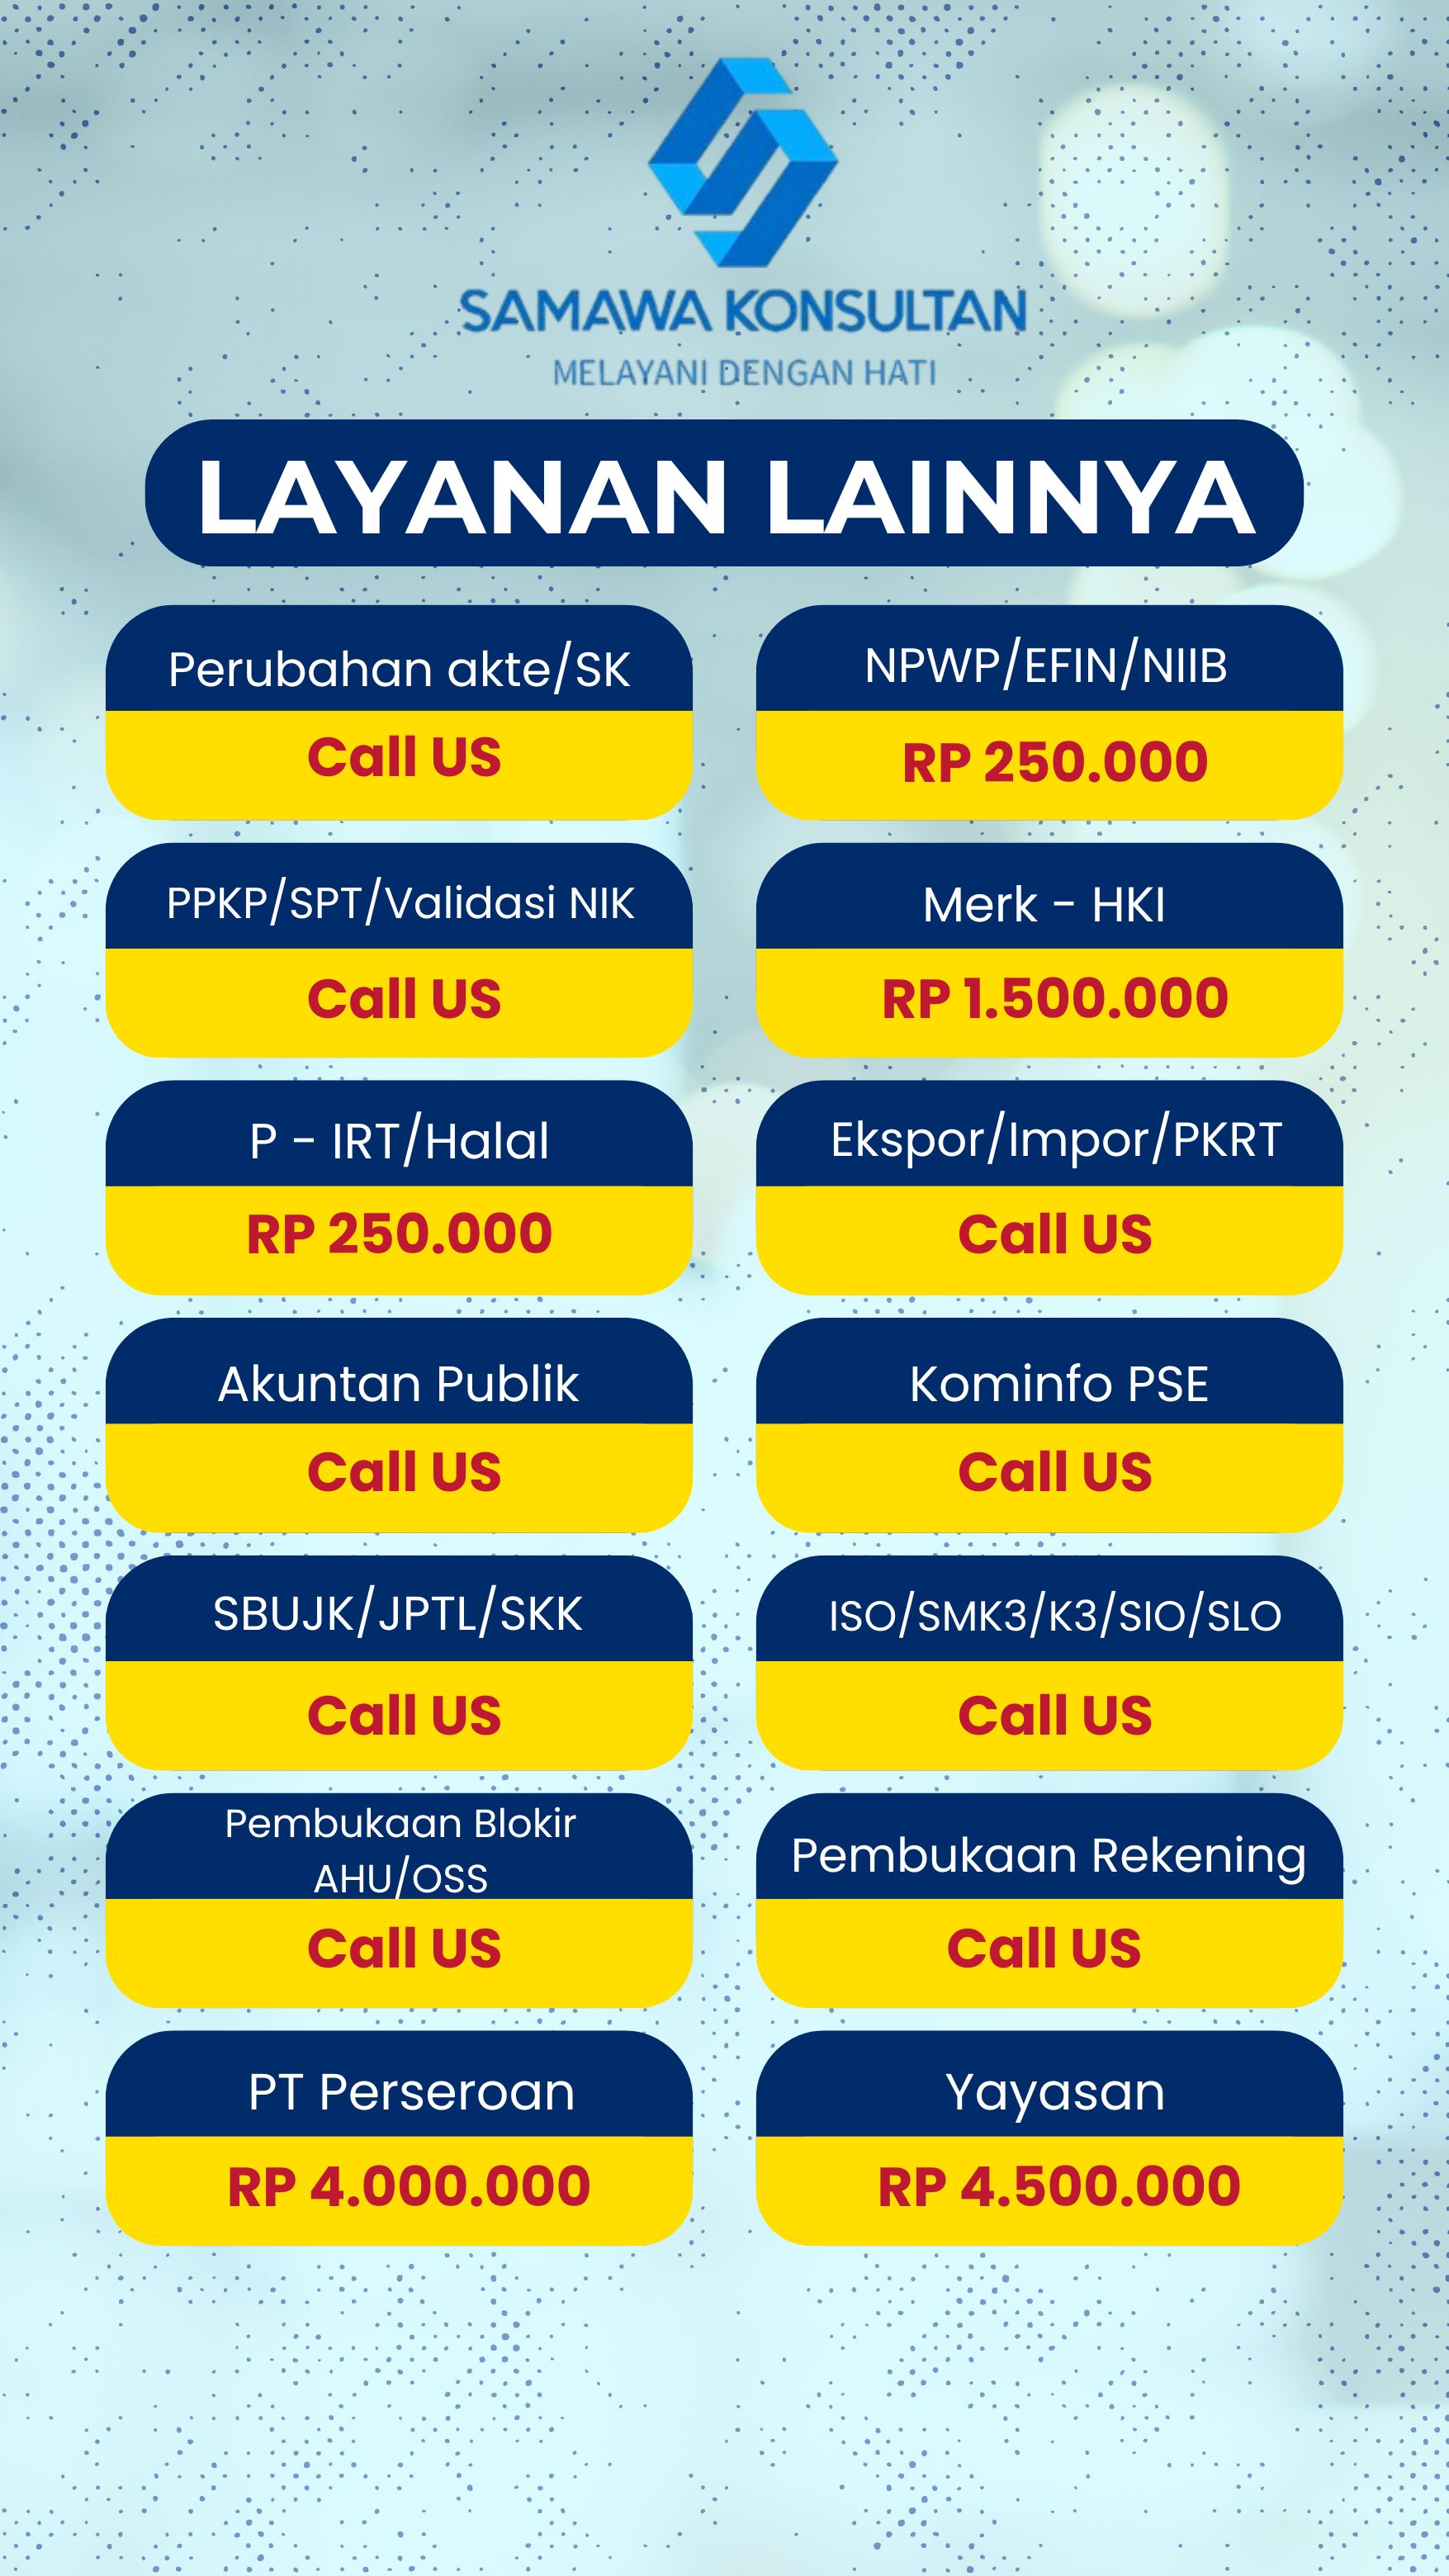 SAMAWA KONSULTAN
MELAYANI DENGAN HATI
LAYANAN LAINNYA
Perubahan akte/SK
Call US
NPWP/EFIN/NIIB
RP 250.000
PPKP/SPT/Validasi NIK
Call US
Merk - HKI
RP 1.500.000
P - IRT/Halal
RP 250.000
Ekspor/Impor/PKRT
Call US
Akuntan Publik
Call US
Kominfo PSE
Call US
SBUJK/JPTL/SKK
Call US
ISO/SMK3/K3/SIO/SLO
Call US
Pembukaan Blokir
AHU/OSS
Call US
Pembukaan Rekening
Call US
PT Perseroan
RP 4.000.000
Yayasan
RP 4.500.000